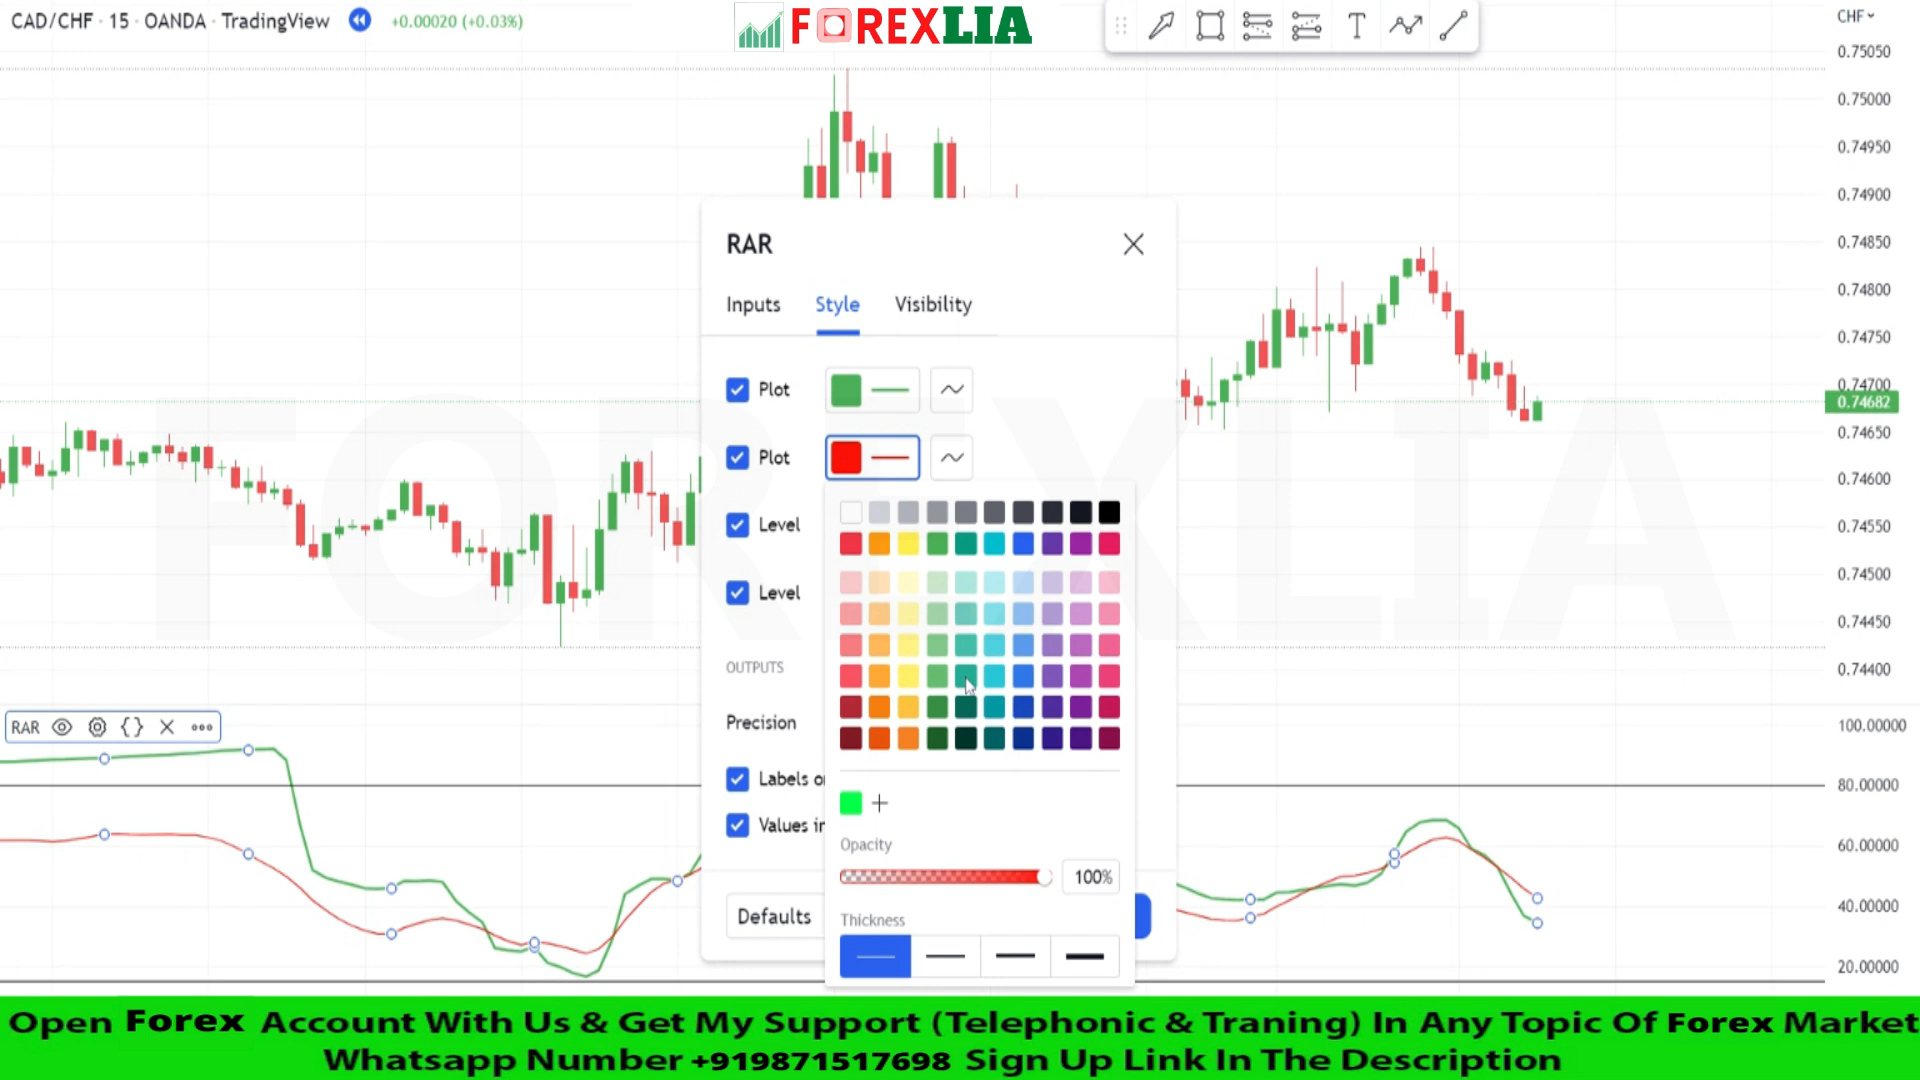 CAD/CHF · 15 · OANDA · TradingView
+0.00020 (+0.03%)
FOREXLIA
T
CHF
0.75050
0.75000
0.74950
0.74900
0.74850
0.74800
0.74750
0.74700
0.74682
0.74650
0.74600
0.74550
0.74500
0.74450
0.74400
RAR
Inputs
Style
Visibility
Plot
Plot
Level
Level
OUTPUTS
Precision
Labels o
Values in
Defaults
Opacity
100%
Thickness
FOREXLIA
RAR
100.00000
80.00000
60.00000
40.00000
20.00000
Open Forex Account With Us & Get My Support (Telephonic & Traning) In Any Topic Of Forex Market
Whatsapp Number +919871517698 Sign Up Link In The Description